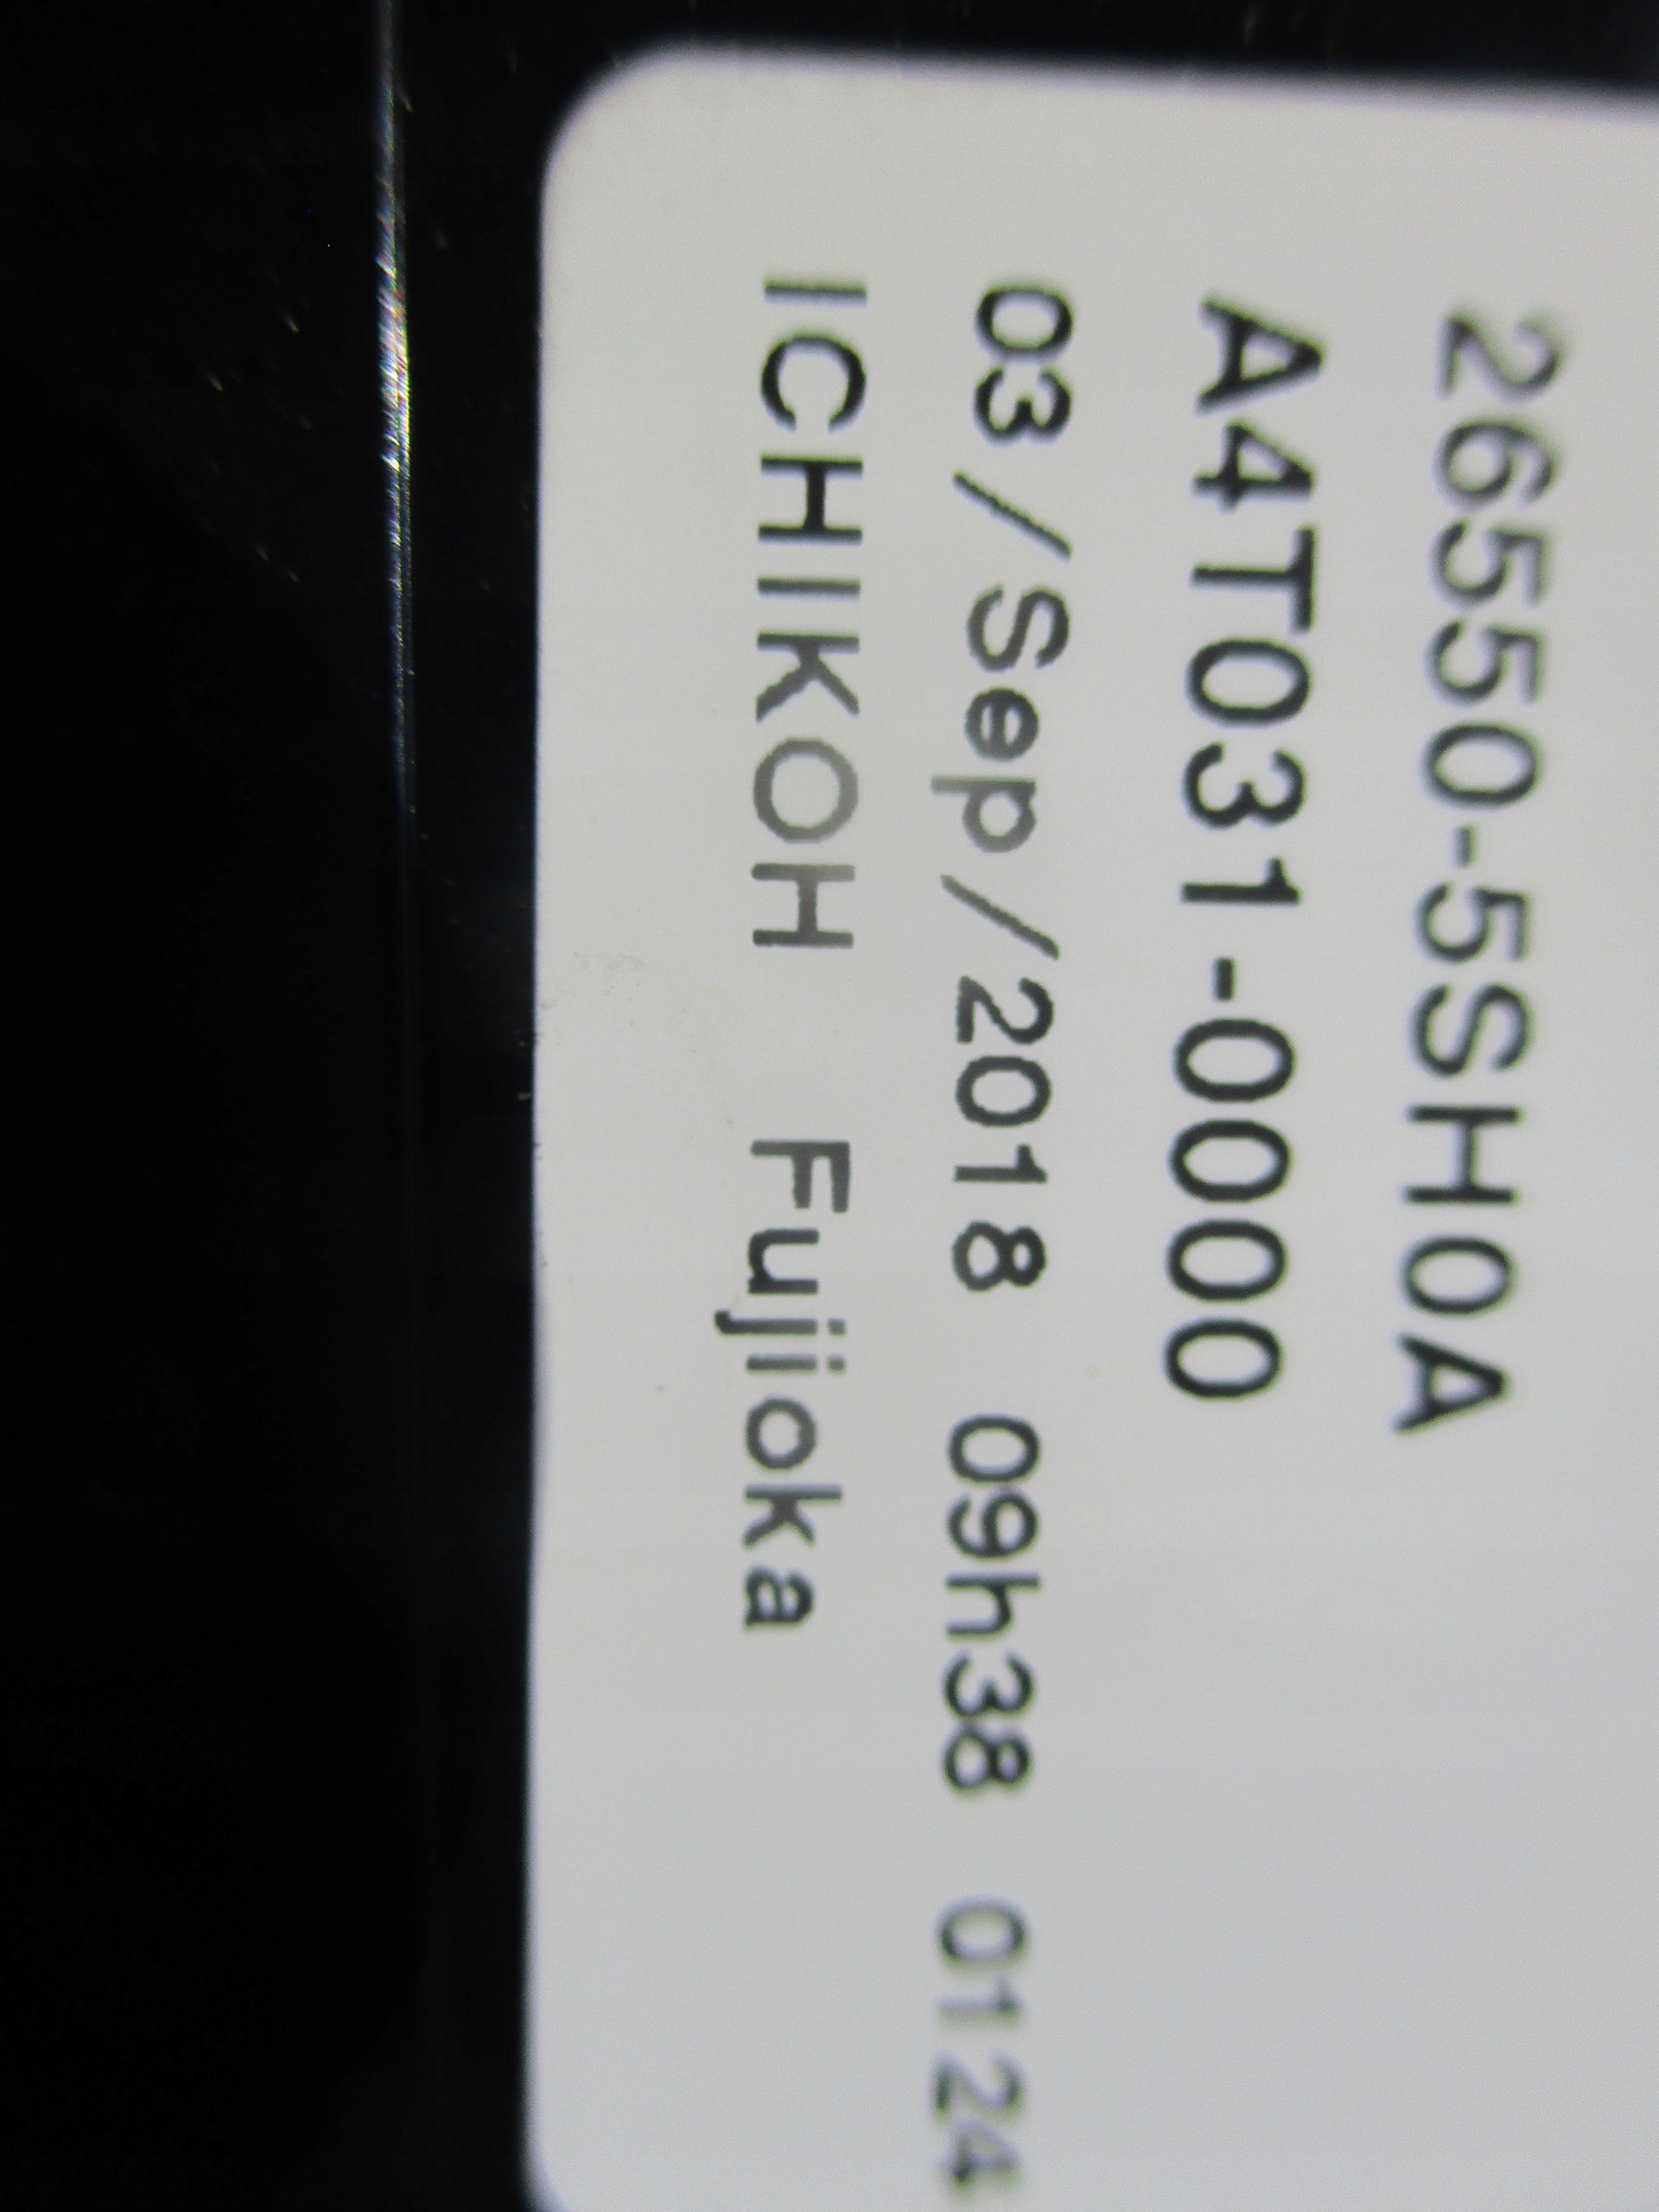 26550-5SH0A
A4T031-0000
03/Sep/2018 09h38 0124
ICHIKOH Fujioka